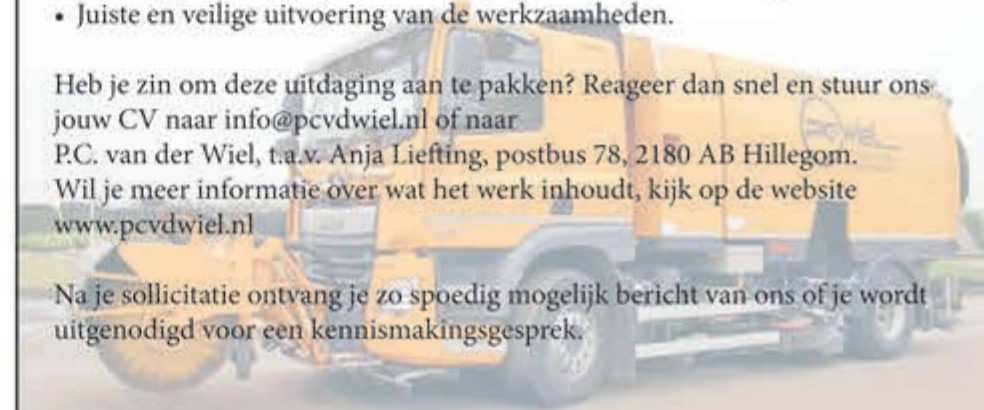 • Juiste en veilige uitvoering van de werkzaamheden.
Heb je zin om deze uitdaging aan te pakken? Reageer dan snel en stuur ons
jouw CV naar info@pcvdwiel.nl of naar
P.C. van der Wiel, t.a.v. Anja Liefting, postbus 78, 2180 AB Hillegom.
Wil je meer informatie over wat het werk inhoudt, kijk op de website
www.pcvdwiel.nl
Na je sollicitatie ontvang je zo spoedig mogelijk bericht van ons of je wordt
uitgenodigd voor een kennismakingsgesprek.